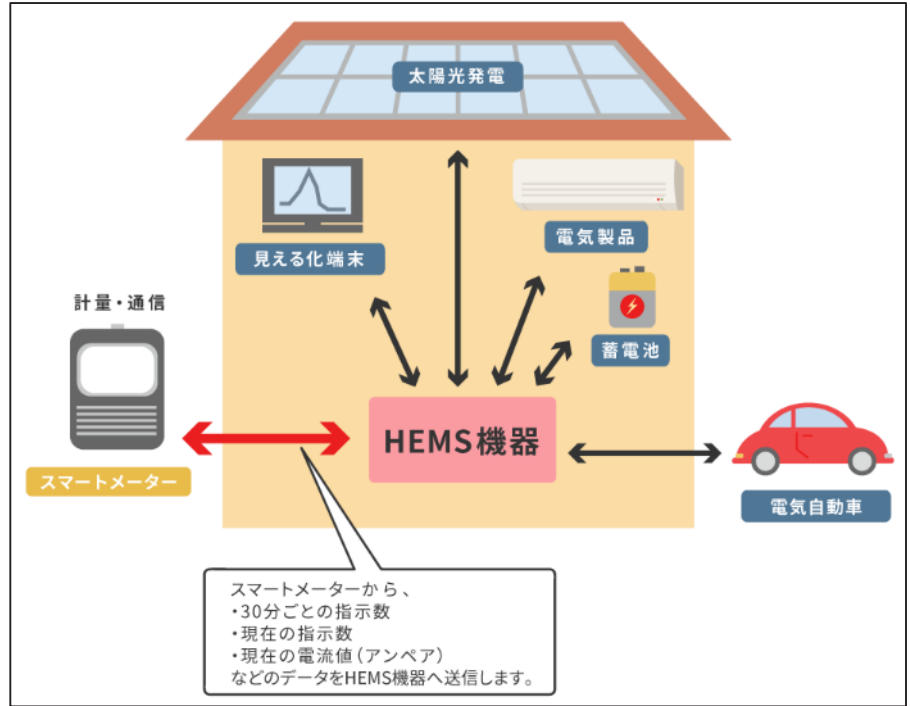 太陽光発電
見える化端末
電気製品
蓄電池
計量・通信
スマートメーター
HEMS機器
電気自動車
スマートメーターから、
・30分ごとの指示数
・現在の指示数
・現在の電流値(アンペア)
などのデータをHEMS機器へ送信します。